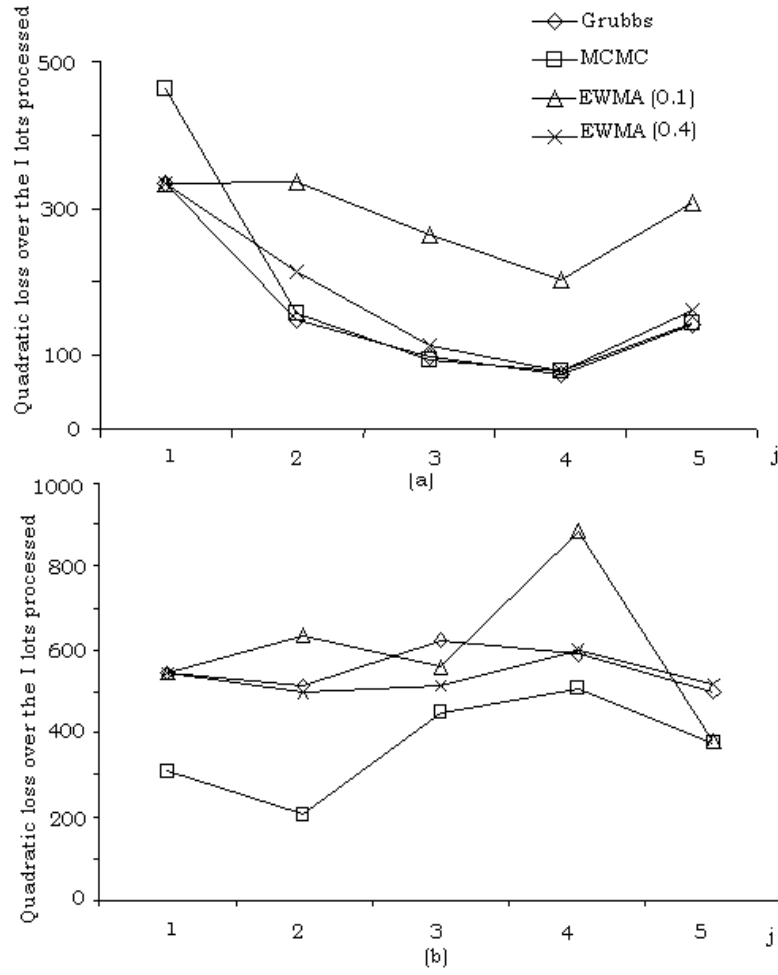 Grubbs
MCMC
EWMA (0.1)
EWMA (0.4)
Quadratic loss over the I lots processed
500
300
100
0
1 2 3 4 5 j
(a)
Quadratic loss over the I lots processed
1000
800
600
400
200
0
1 2 3 4 5 j
(b)